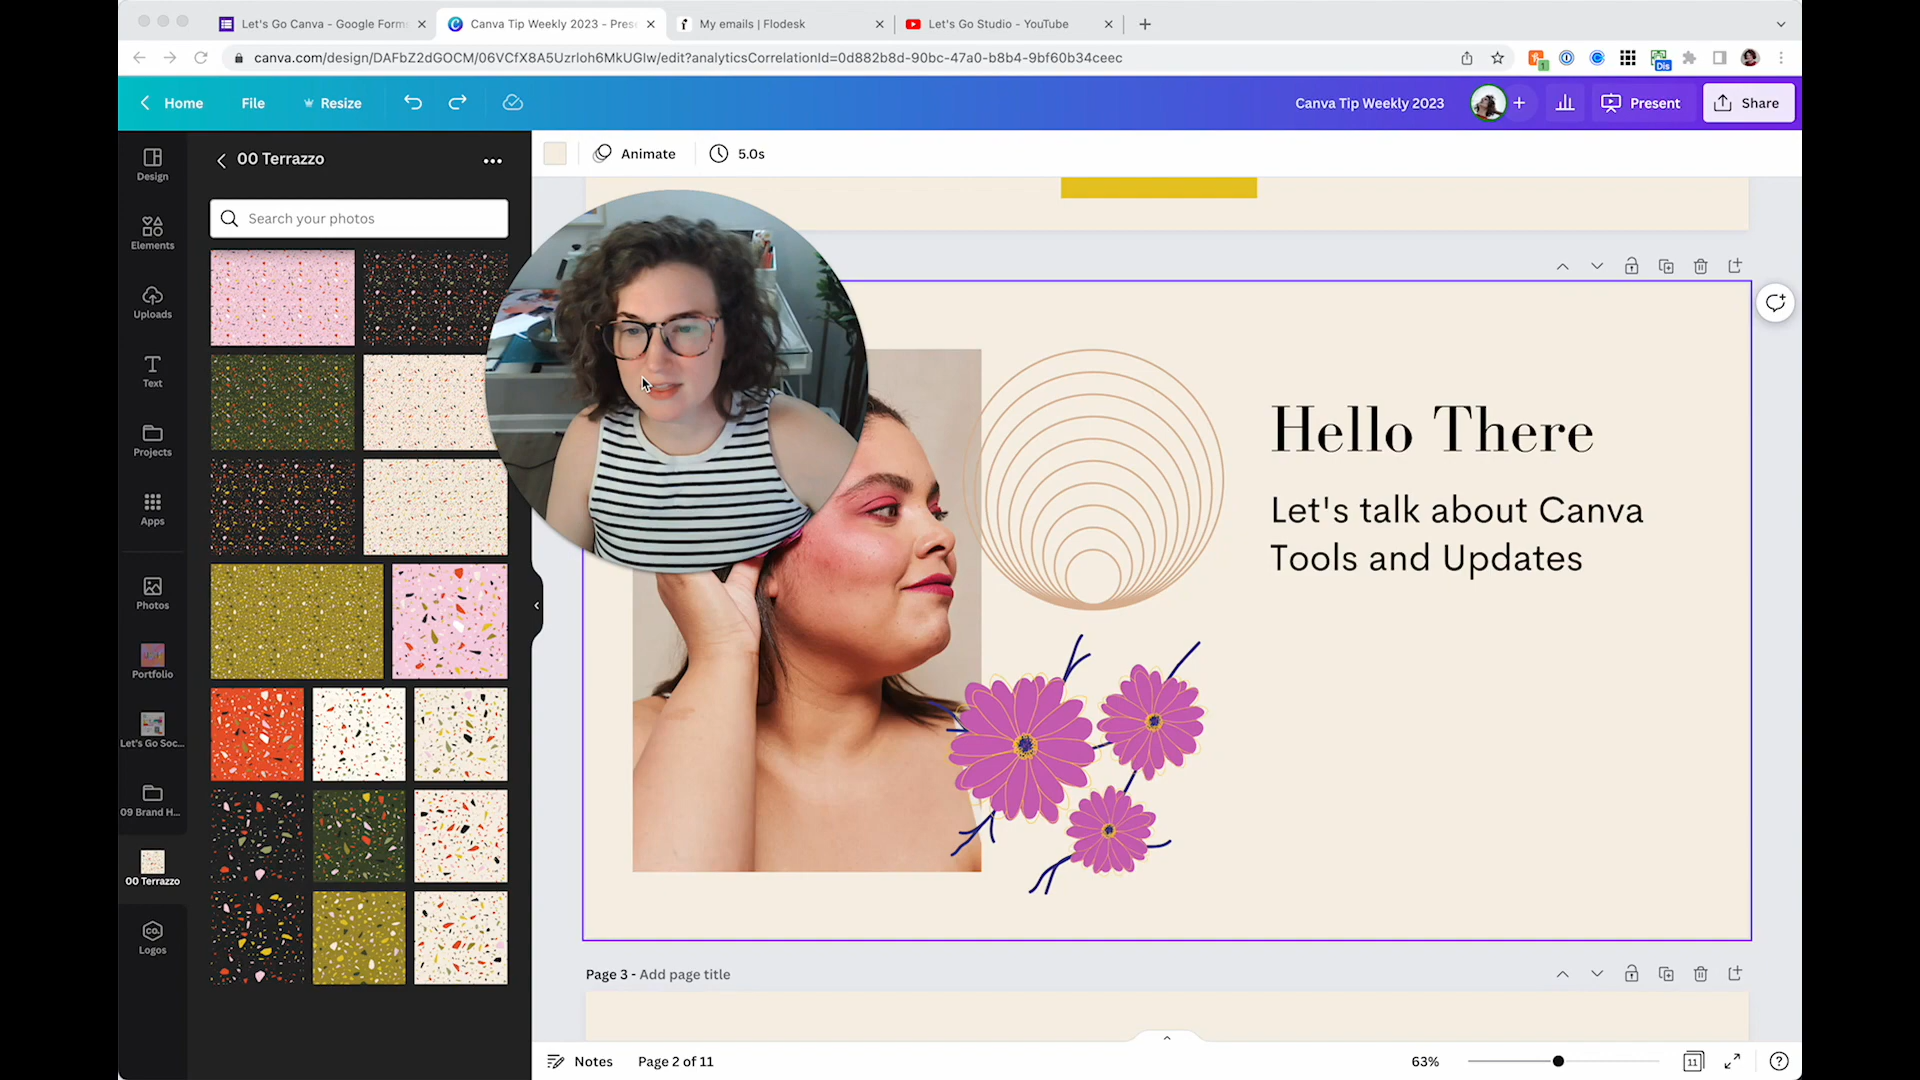 Let's Go Canva - Google Form
Canva Tip Weekly 2023 - Pres
My emails | Flodesk
Let's Go Studio - YouTube
canva.com/design/DAFbZ2dGOCM/06VCfX8A5Uzrloh6MkUGlw/edit?analyticsCorrelationId=0d882b8d-90bc-47a0-b8b4-9bf60b34ceec
1
Dis
Home
File
Resize
Canva Tip Weekly 2023
Present
Share
Design
Elements
Uploads
Text
Projects
Apps
Photos
Portfolio
Let's Go Soc...
09 Brand H...
00 Terrazzo
CO.
Logos
00 Terrazzo
Search your photos
Animate
5.0s
Hello There
Let's talk about Canva
Tools and Updates
Page 3 - Add page title
Notes
Page 2 of 11
63%
11